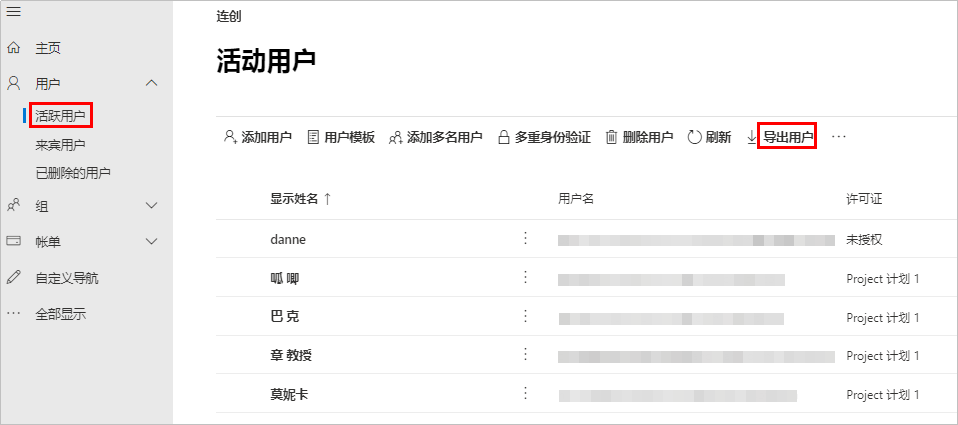 连创
活动用户
主页
用户
活跃用户
来宾用户
已删除的用户
组
帐单
自定义导航
全部显示
添加用户 用户模板 添加多名用户 多重身份验证 删除用户 刷新 导出用户
显示姓名 ↑ 用户名 许可证
danne 未授权
呱 唧 Project 计划 1
巴 克 Project 计划 1
章 教授 Project 计划 1
莫妮卡 Project 计划 1